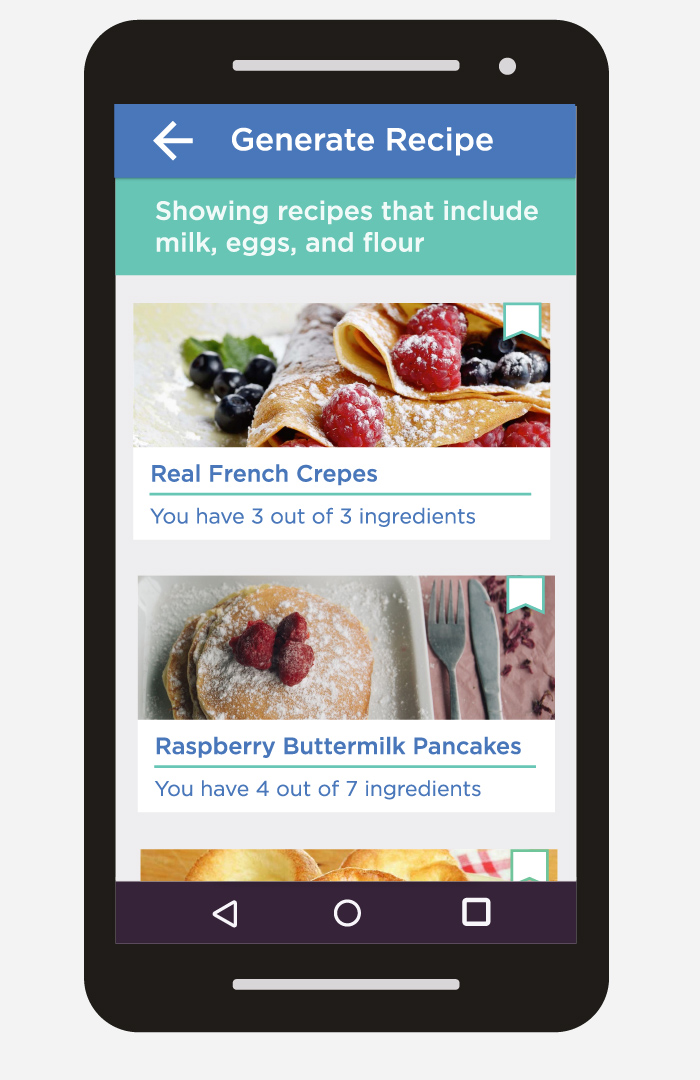 Generate Recipe
Showing recipes that include
milk, eggs, and flour
Real French Crepes
You have 3 out of 3 ingredients
Raspberry Buttermilk Pancakes
You have 4 out of 7 ingredients